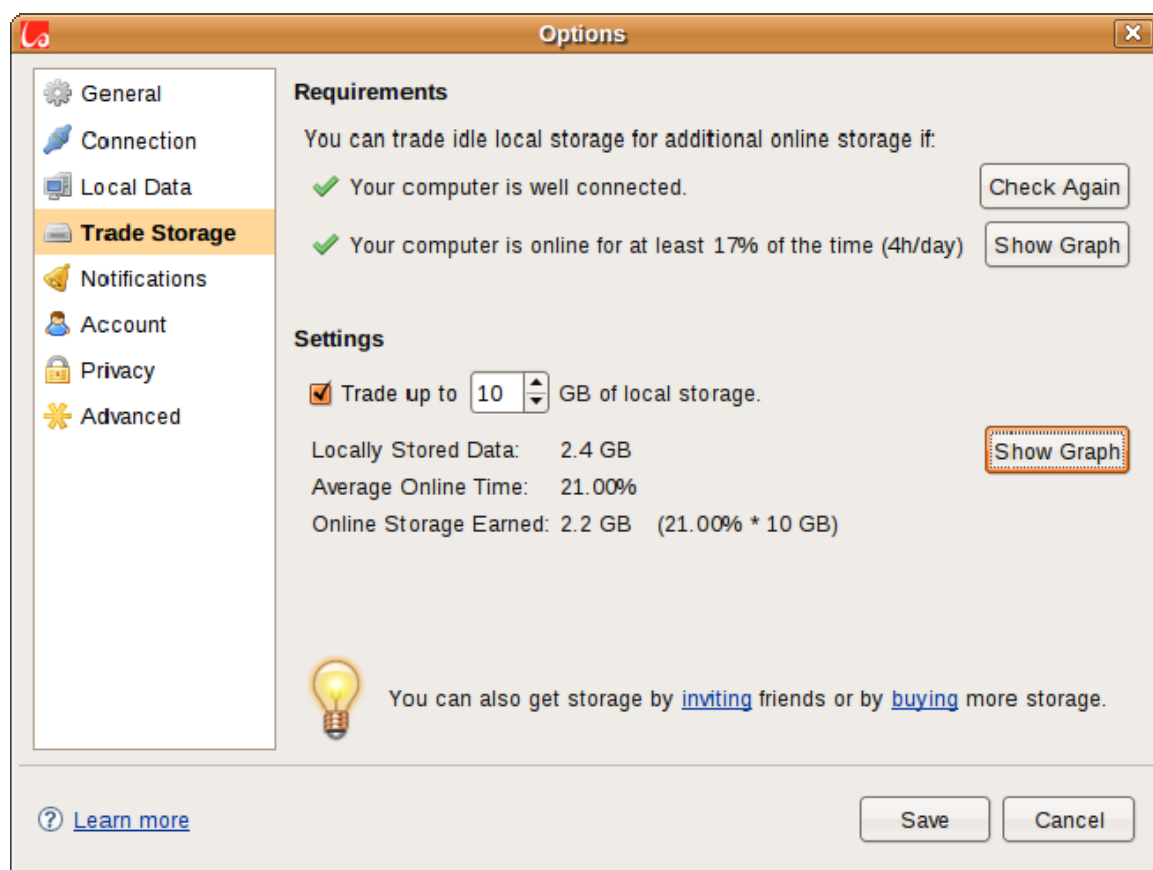 Options
General
Connection
Local Data
Trade Storage
Notifications
Account
Privacy
Advanced
Requirements
You can trade idle local storage for additional online storage if:
Your computer is well connected.
Check Again
Your computer is online for at least 17% of the time (4h/day)
Show Graph
Settings
Trade up to 10 GB of local storage.
Locally Stored Data: 2.4 GB
Show Graph
Average Online Time: 21.00%
Online Storage Earned: 2.2 GB (21.00% * 10 GB)
You can also get storage by inviting friends or by buying more storage.
? Learn more
Save
Cancel